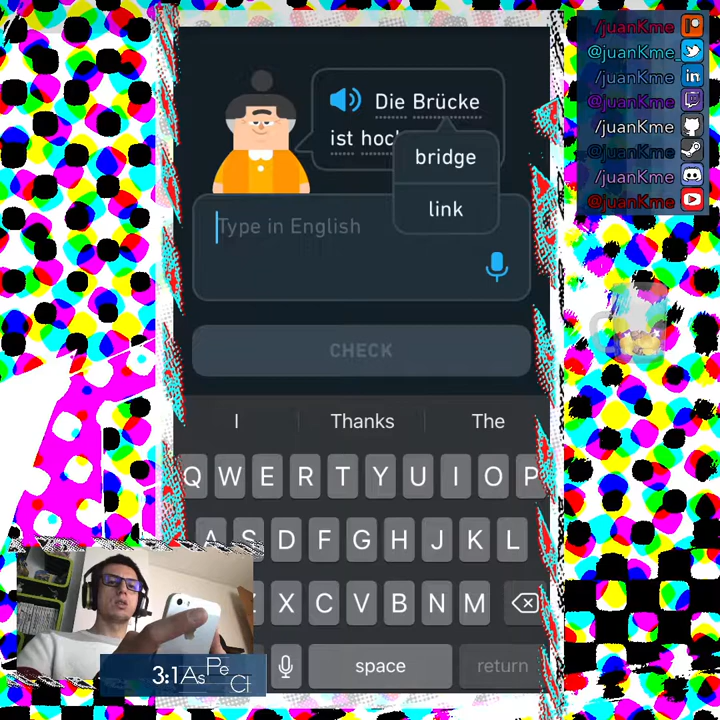 /juanKme
@juanKme_
/juanKme
@juanKme
/juanKme
@juanKme
/juanKme
@juanKme
Die Brücke
ist hoch
bridge
link
Type in English
CHECK
I Thanks The
Q W E R T Y U I O P
A S D F G H J K L
Z X C V B N M
space return
3:1 AsPeCt